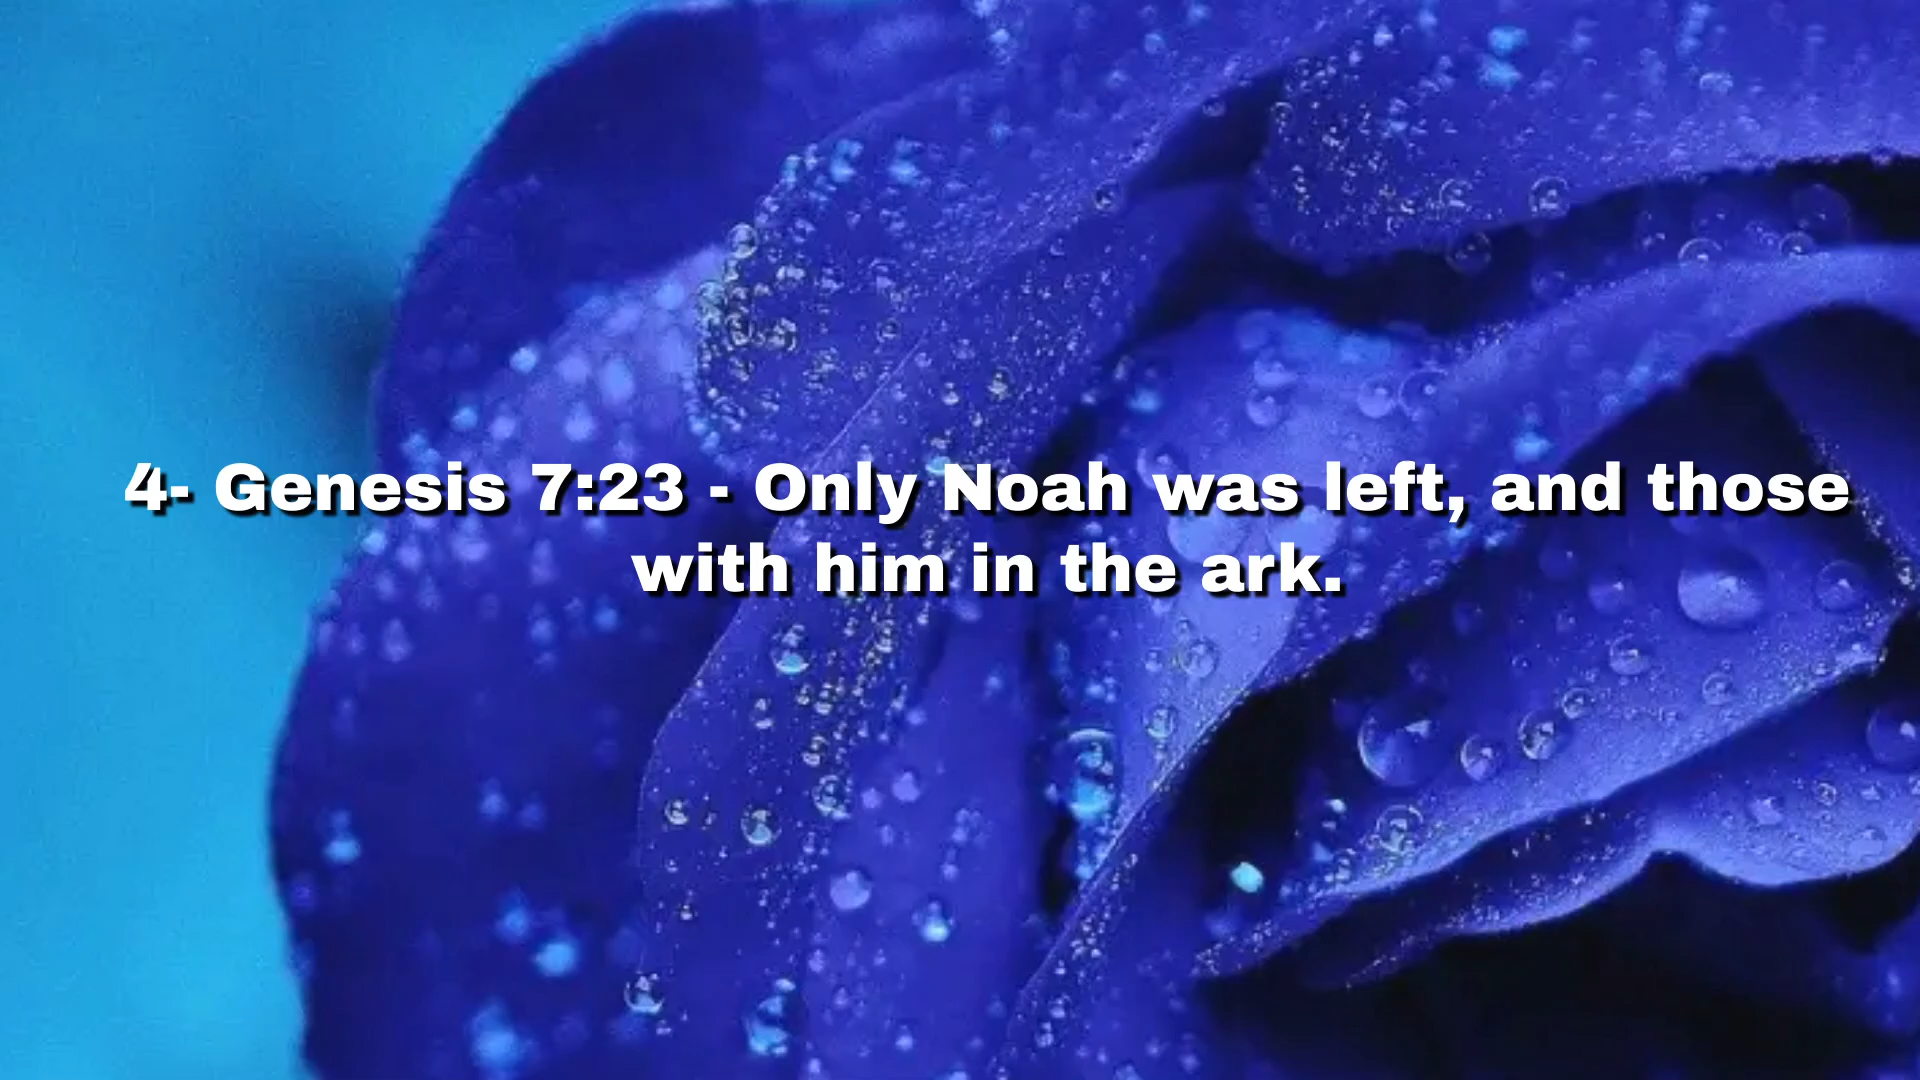 4- Genesis 7:23 - Only Noah was left, and those
with him in the ark.